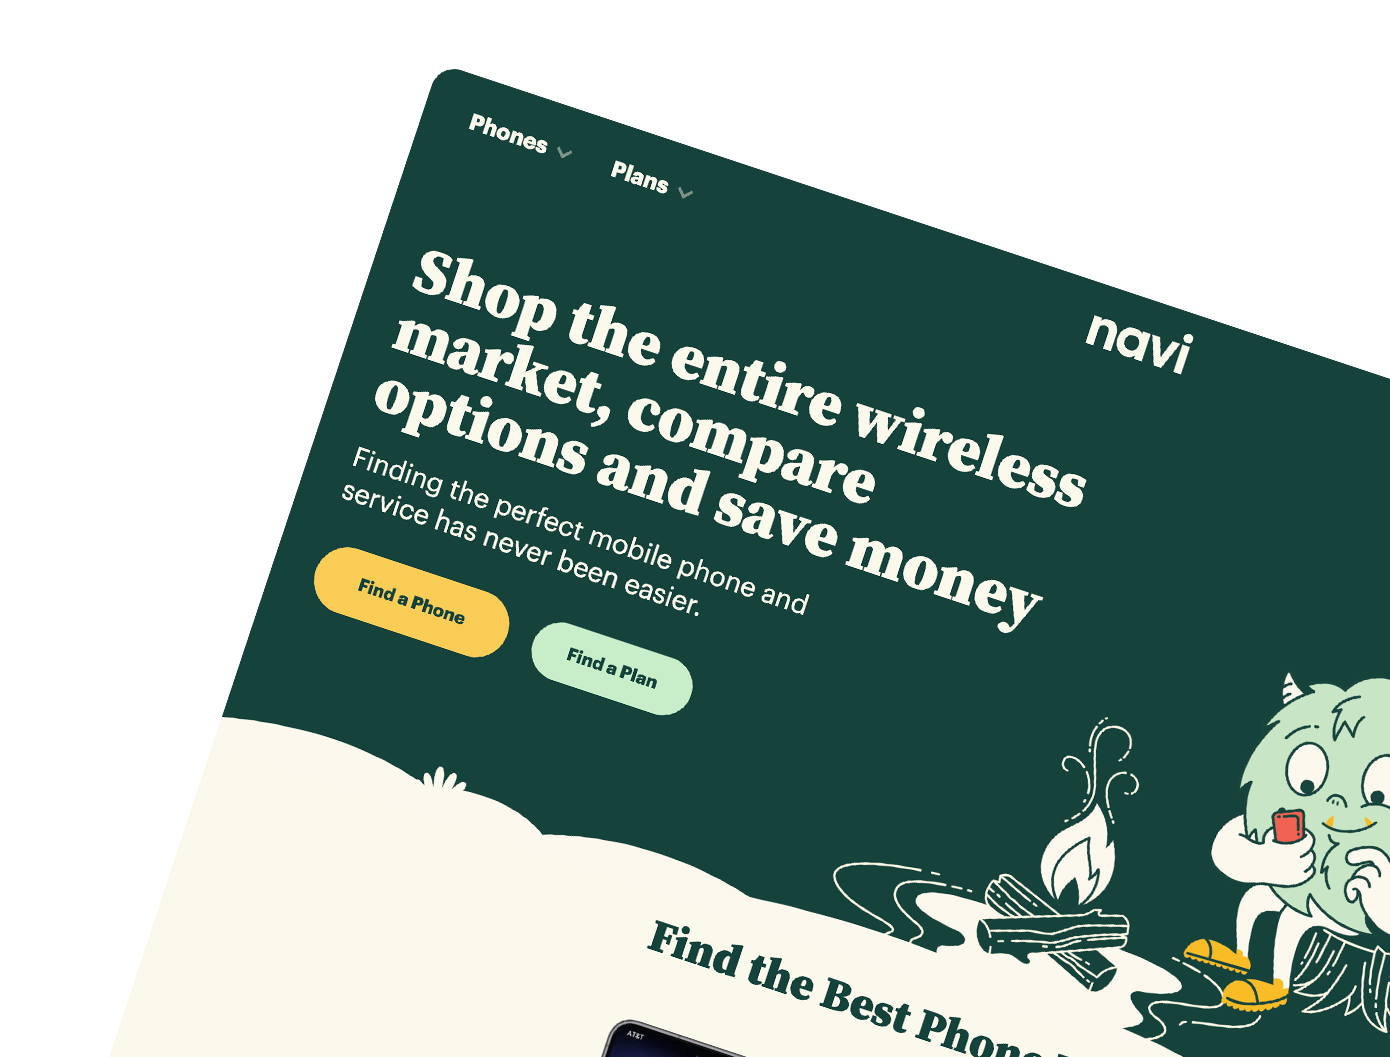 Phones
Plans
navi
Shop the entire wireless
market, compare
options and save money
Finding the perfect mobile phone and
service has never been easier.
Find a Phone
Find a Plan
Find the Best Phone
AT&T